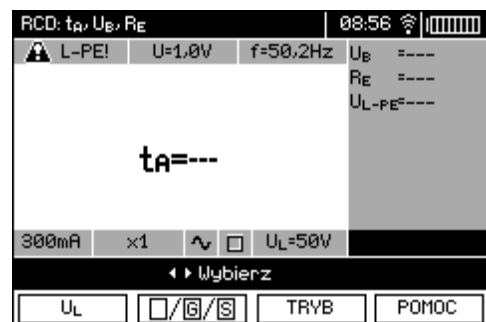 RCD: tA, UB, RE 08:56
L-PE! U=1,0V f=50,2Hz
UB =---
RE =---
UL-PE=---
tA=---
300mA x1 UL=50V
Wybierz
UL □/G/S TRYB POMOC